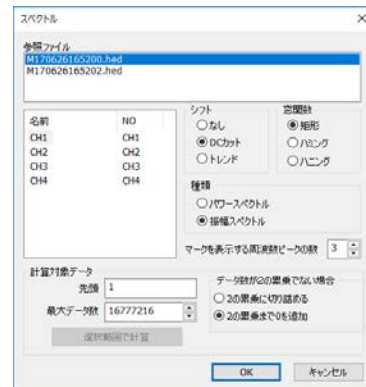 スペクトル
参照ファイル
M170626165200.hed
M170626165202.hed
名前 NO
CH1 CH1
CH2 CH2
CH3 CH3
CH4 CH4
シフト
なし
DCカット
トレンド
窓関数
矩形
ハミング
ハニング
種類
パワースペクトル
振幅スペクトル
マークを表示する周波数ピークの数 3
計算対象データ
先頭 1
最大データ数 16777216
選択範囲で計算
データ数が2の累乗でない場合
2の累乗に切り詰める
2の累乗まで0を追加
OK キャンセル